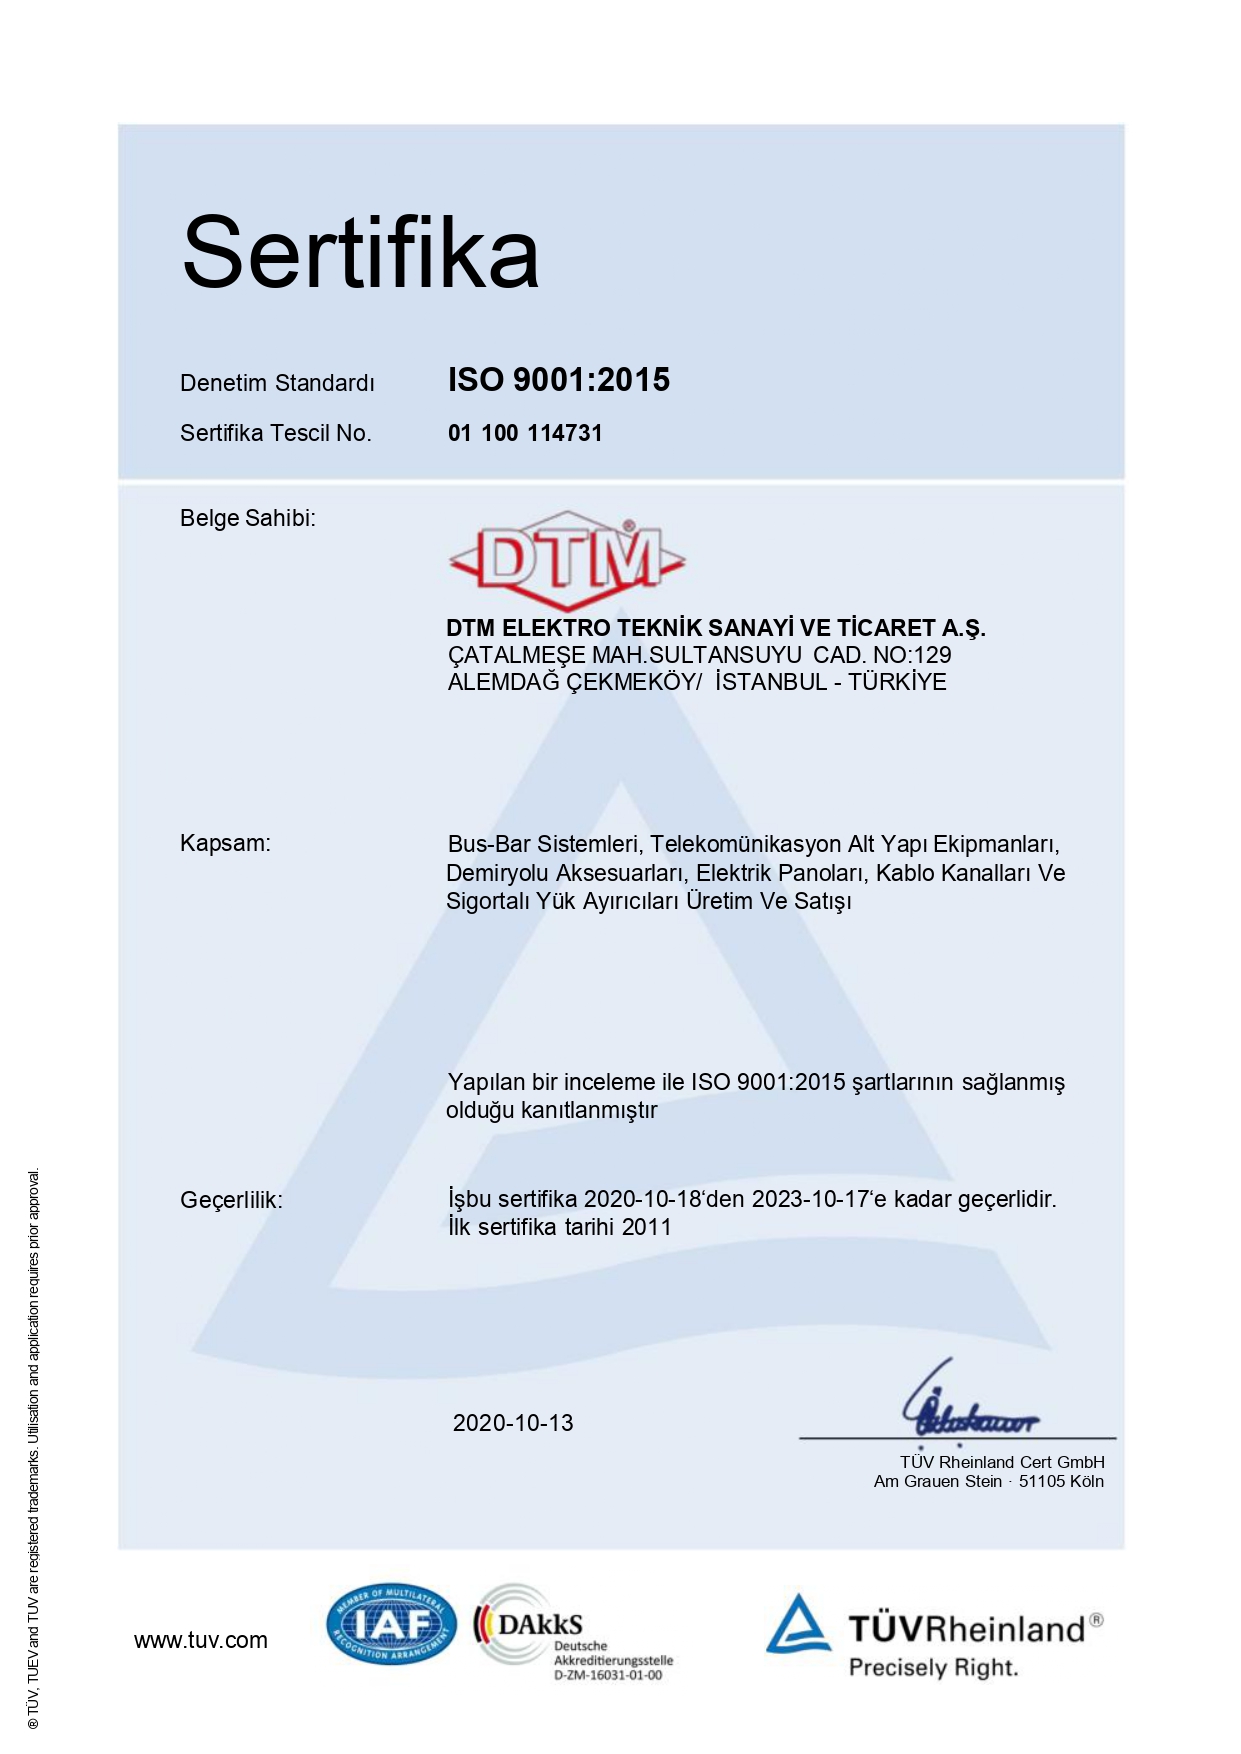 Sertifika
Denetim Standardı ISO 9001:2015
Sertifika Tescil No. 01 100 114731
Belge Sahibi:
DTM®
DTM ELEKTRO TEKNİK SANAYİ VE TİCARET A.Ş.
ÇATALMEŞE MAH.SULTANSUYU CAD. NO:129
ALEMDAĞ ÇEKMEKÖY/ İSTANBUL - TÜRKİYE
Kapsam: Bus-Bar Sistemleri, Telekomünikasyon Alt Yapı Ekipmanları,
Demiryolu Aksesuarları, Elektrik Panoları, Kablo Kanalları Ve
Sigortalı Yük Ayırıcıları Üretim Ve Satışı
Yapılan bir inceleme ile ISO 9001:2015 şartlarının sağlanmış
olduğu kanıtlanmıştır
Geçerlilik: İşbu sertifika 2020-10-18‘den 2023-10-17‘e kadar geçerlidir.
İlk sertifika tarihi 2011
2020-10-13
TÜV Rheinland Cert GmbH
Am Grauen Stein · 51105 Köln
® TÜV, TUEV and TUV are registered trademarks. Utilisation and application requires prior approval.
www.tuv.com
MEMBER OF MULTILATERAL
IAF
RECOGNITION ARRANGEMENT
DAkkS
Deutsche
Akkreditierungsstelle
D-ZM-16031-01-00
TÜVRheinland®
Precisely Right.